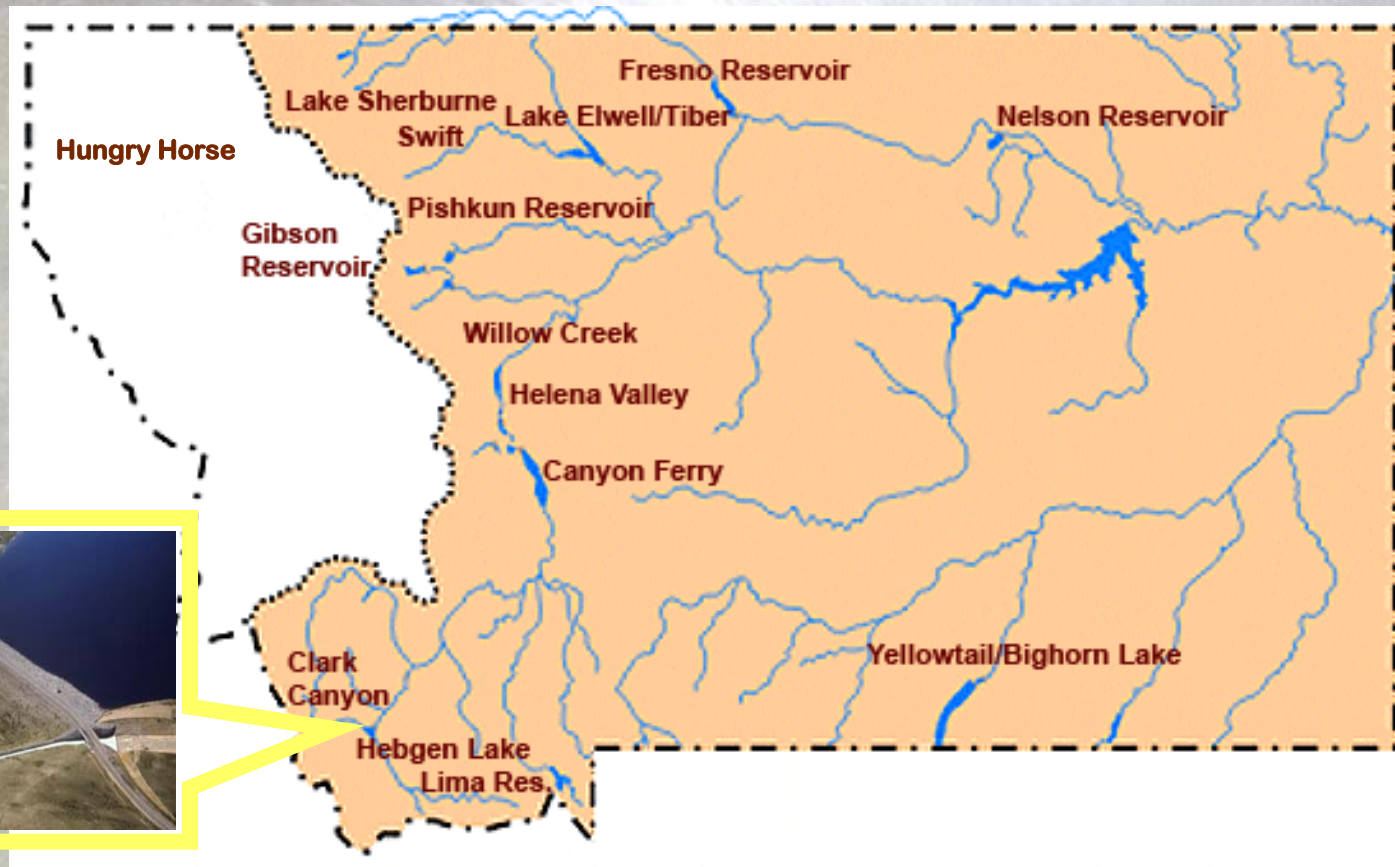 Fresno Reservoir
Lake Sherburne
Swift
Lake Elwell/Tiber
Nelson Reservoir
Hungry Horse
Pishkun Reservoir
Gibson
Reservoir
Willow Creek
Helena Valley
Canyon Ferry
Clark
Canyon
Yellowtail/Bighorn Lake
Hebgen Lake
Lima Res.